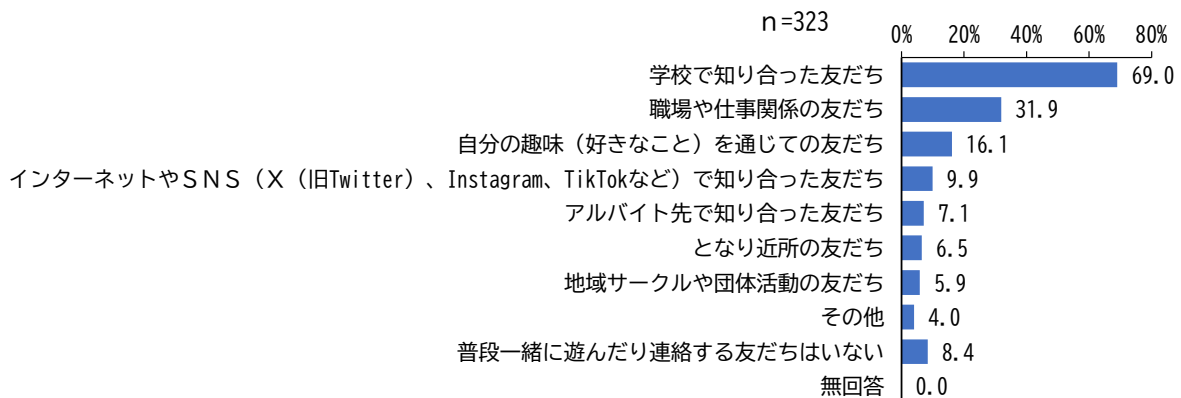 ｎ=323
0% 20% 40% 60% 80%
学校で知り合った友だち 69.0
職場や仕事関係の友だち 31.9
自分の趣味（好きなこと）を通じての友だち 16.1
インターネットやＳＮＳ（Ｘ（旧Twitter）、Instagram、TikTokなど）で知り合った友だち 9.9
アルバイト先で知り合った友だち 7.1
となり近所の友だち 6.5
地域サークルや団体活動の友だち 5.9
その他 4.0
普段一緒に遊んだり連絡する友だちはいない 8.4
無回答 0.0